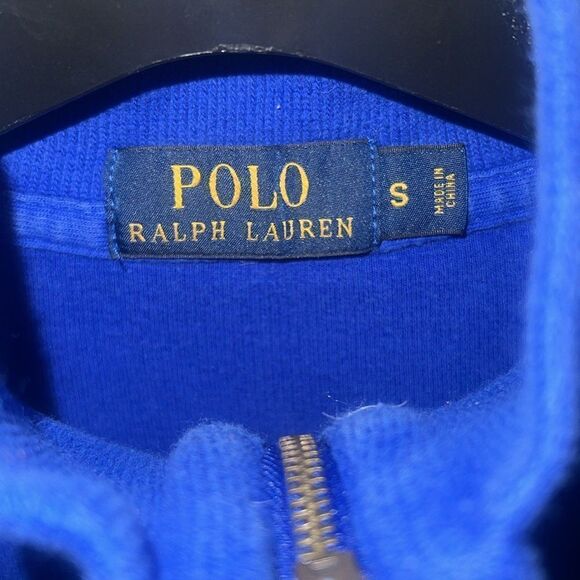 POLO
RALPH LAUREN
S
MADE IN
CHINA